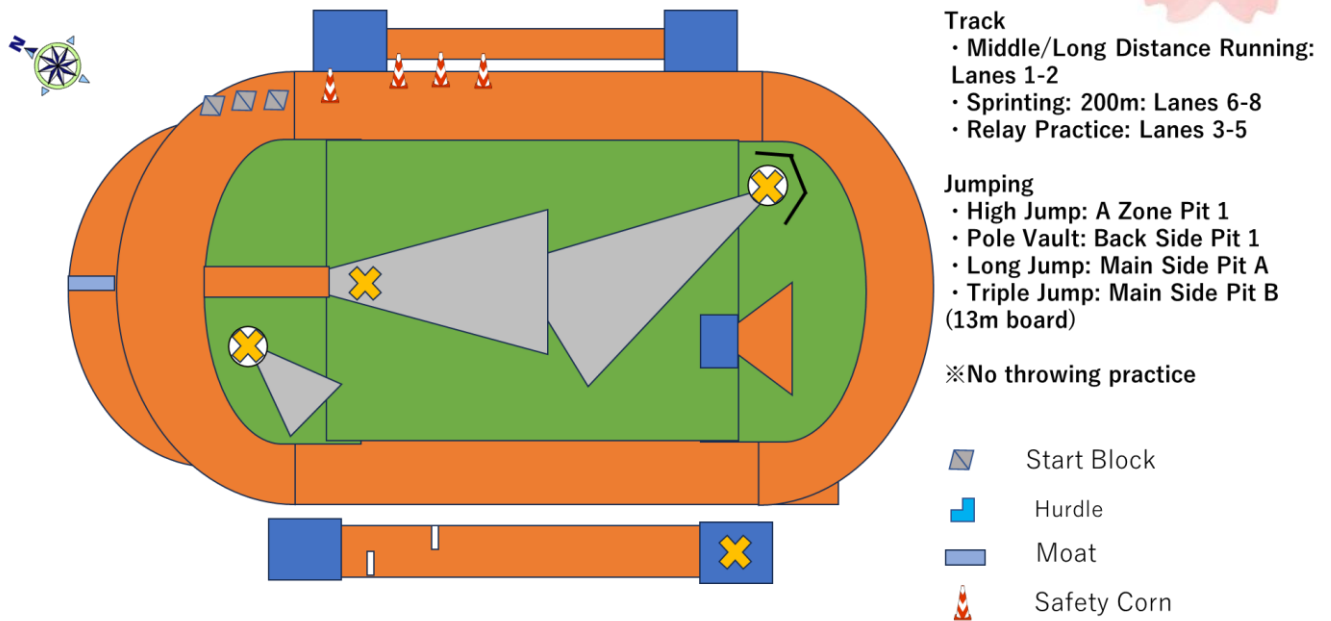 N
Track
・Middle/Long Distance Running:
Lanes 1-2
・Sprinting: 200m: Lanes 6-8
・Relay Practice: Lanes 3-5
Jumping
・High Jump: A Zone Pit 1
・Pole Vault: Back Side Pit 1
・Long Jump: Main Side Pit A
・Triple Jump: Main Side Pit B
(13m board)
※No throwing practice
Start Block
Hurdle
Moat
Safety Corn